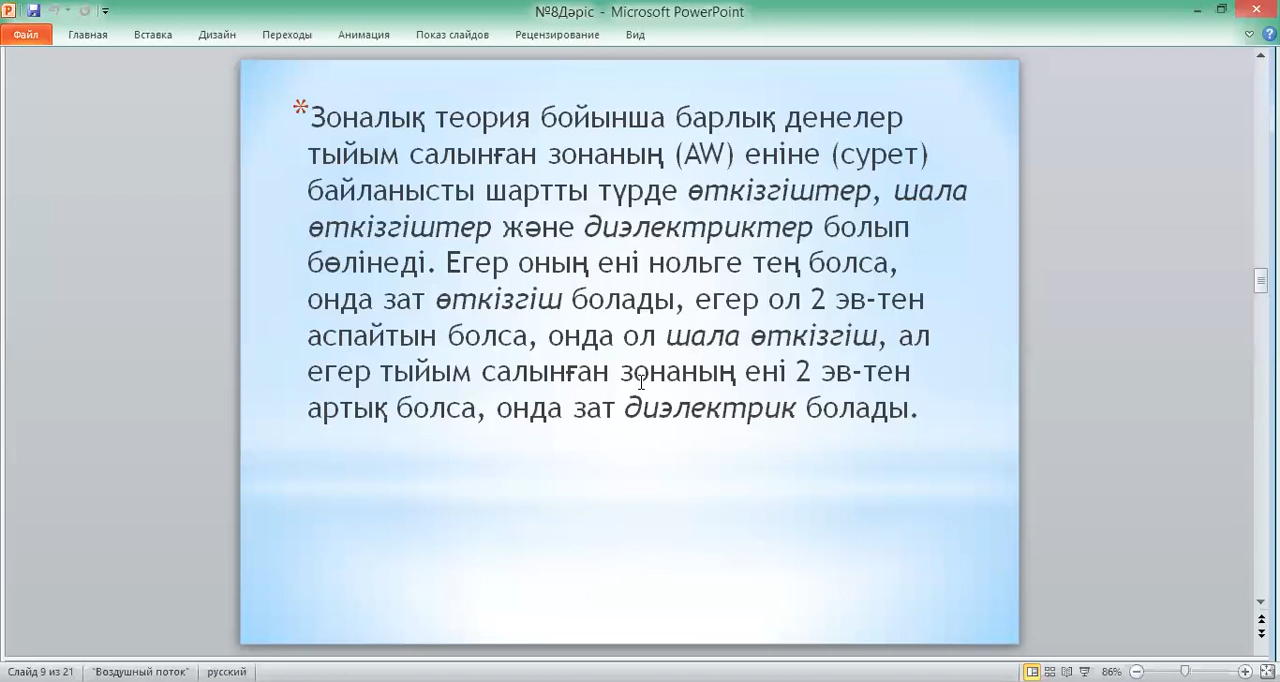 №8Дәріс - Microsoft PowerPoint
Файл Главная Вставка Дизайн Переходы Анимация Показ слайдов Рецензирование Вид
*Зоналық теория бойынша барлық денелер
тыйым салынған зонаның (AW) еніне (сурет)
байланысты шартты түрде өткізгіштер, шала
өткізгіштер және диэлектриктер болып
бөлінеді. Егер оның ені нольге тең болса,
онда зат өткізгіш болады, егер ол 2 эв-тен
аспайтын болса, онда ол шала өткізгіш, ал
егер тыйым салынған зонаның ені 2 эв-тен
артық болса, онда зат диэлектрик болады.
Слайд 9 из 21 "Воздушный поток" русский 86%